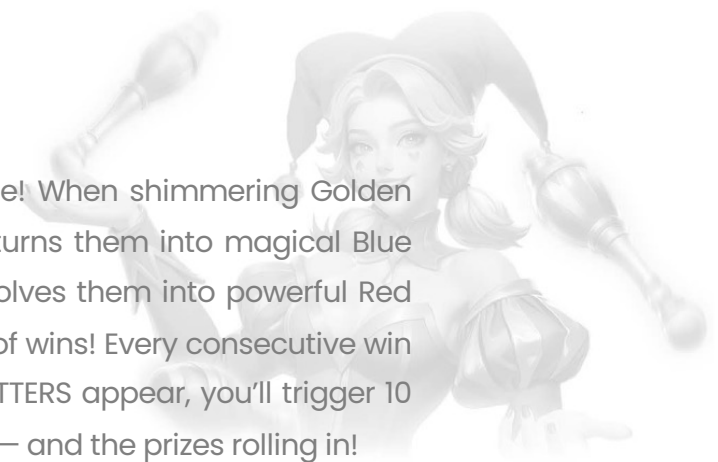 e! When shimmering Golden
turns them into magical Blue
olves them into powerful Red
of wins! Every consecutive win
TTERS appear, you’ll trigger 10
— and the prizes rolling in!